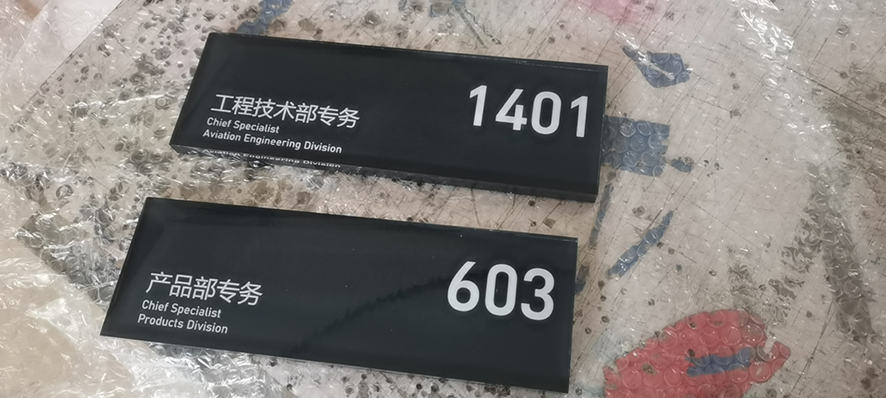 工程技术部专务
Chief Specialist
Aviation Engineering Division
1401
产品部专务
Chief Specialist
Products Division
603